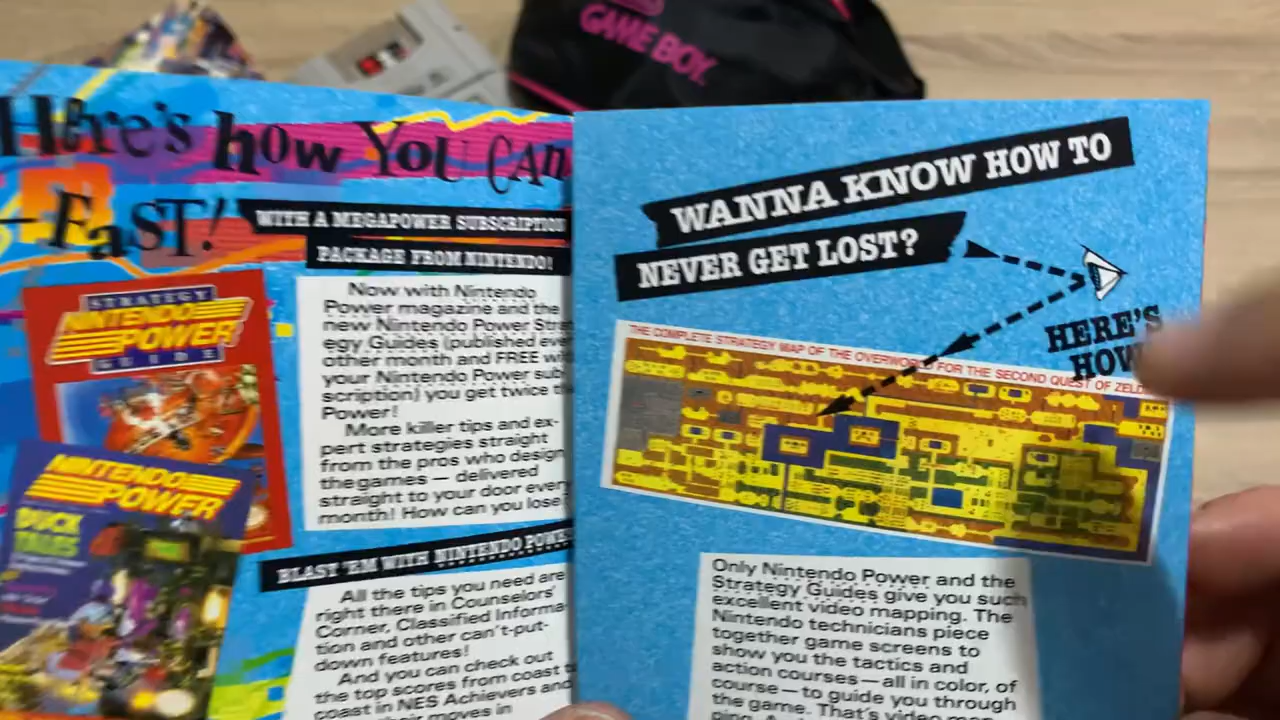 GAME BOY
Here's how You Can
Fast!
WITH A MEGAPOWER SUBSCRIPTION
PACKAGE FROM NINTENDO!
STRATEGY
NINTENDO
POWER
GUIDE
Now with Nintendo
Power magazine and the
new Nintendo Power Strat
egy Guides (published ever
other month and FREE wi
your Nintendo Power sub
scription) you get twice th
Power!
More killer tips and ex-
pert strategies straight
from the pros who design
the games — delivered
straight to your door every
month! How can you lose?
NINTENDO
POWER
DUCK
TALES
BLAST 'EM WITH NINTENDO POWE
All the tips you need are
right there in Counselors'
Corner, Classified Informa-
tion and other can't-put-
down features!
And you can check out
the top scores from coast t
coast in NES Achievers and
their moves in
WANNA KNOW HOW TO
NEVER GET LOST?
HERE'S
HOW
THE COMPLETE STRATEGY MAP OF THE OVERWORLD FOR THE SECOND QUEST OF ZELD
Only Nintendo Power and the
Strategy Guides give you such
excellent video mapping. The
Nintendo technicians piece
together game screens to
show you the tactics and
action courses—all in color, of
course—to guide you through
the game. That's video map-